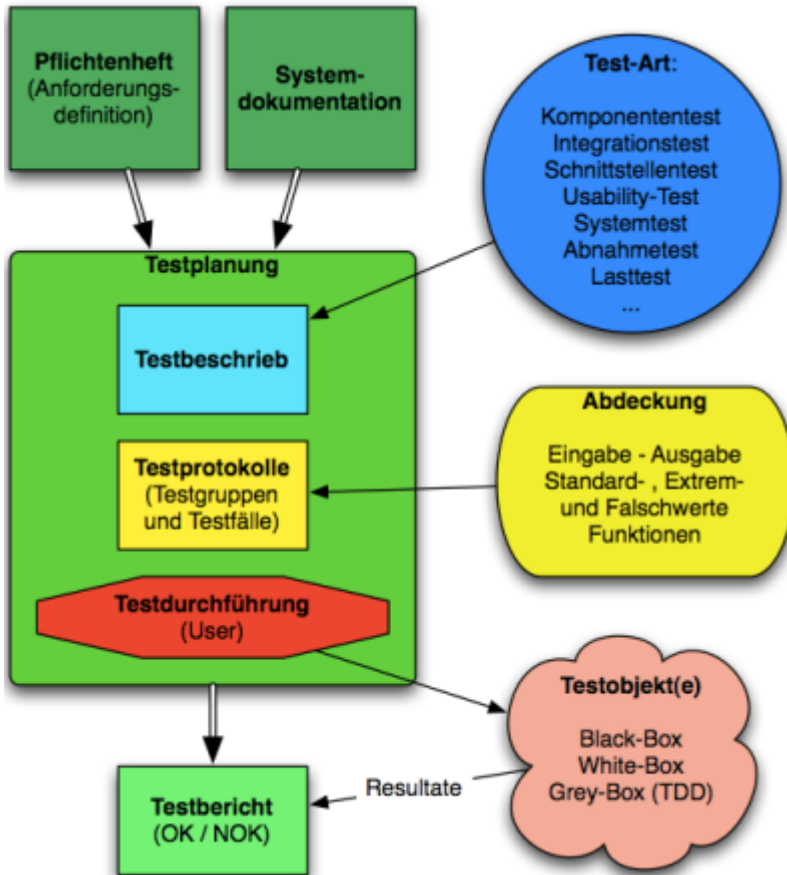 Pflichtenheft
(Anforderungs-
definition)
System-
dokumentation
Test-Art:
Komponententest
Integrationstest
Schnittstellentest
Usability-Test
Systemtest
Abnahmetest
Lasttest
...
Testplanung
Testbeschrieb
Testprotokolle
(Testgruppen
und Testfälle)
Abdeckung
Eingabe - Ausgabe
Standard- , Extrem-
und Falschwerte
Funktionen
Testdurchführung
(User)
Testobjekt(e)
Black-Box
White-Box
Grey-Box (TDD)
Resultate
Testbericht
(OK / NOK)